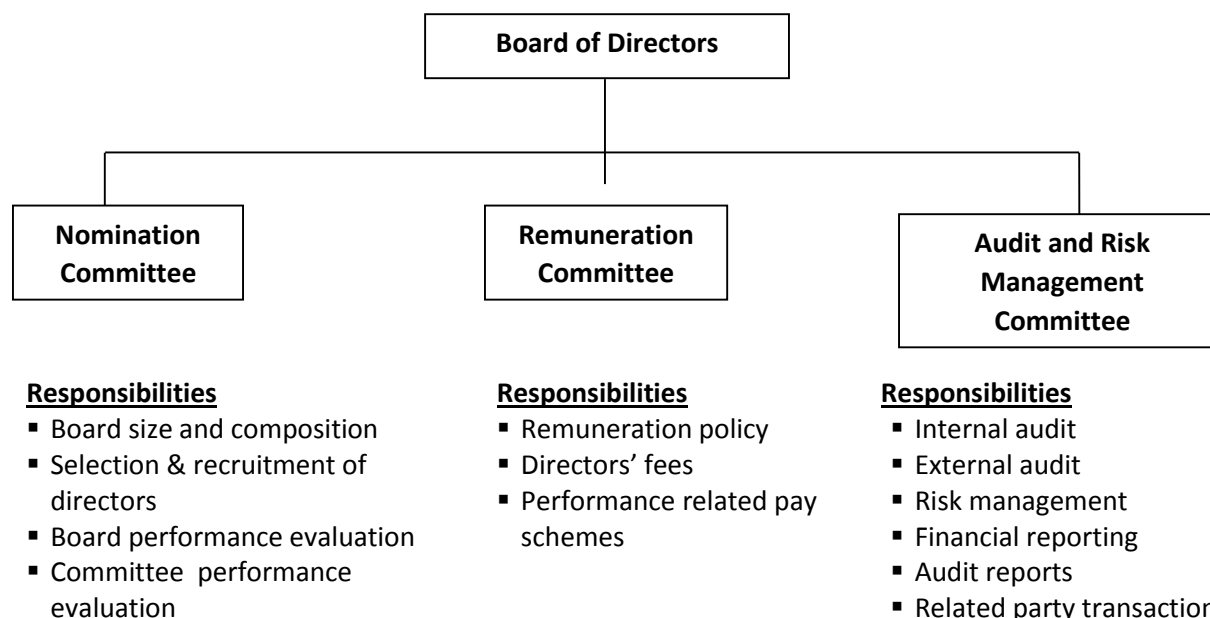 Board of Directors
Nomination
Committee
Remuneration
Committee
Audit and Risk
Management
Committee
Responsibilities
▪ Board size and composition
▪ Selection & recruitment of
directors
▪ Board performance evaluation
▪ Committee performance
evaluation
Responsibilities
▪ Remuneration policy
▪ Directors’ fees
▪ Performance related pay
schemes
Responsibilities
▪ Internal audit
▪ External audit
▪ Risk management
▪ Financial reporting
▪ Audit reports
▪ Related party transaction